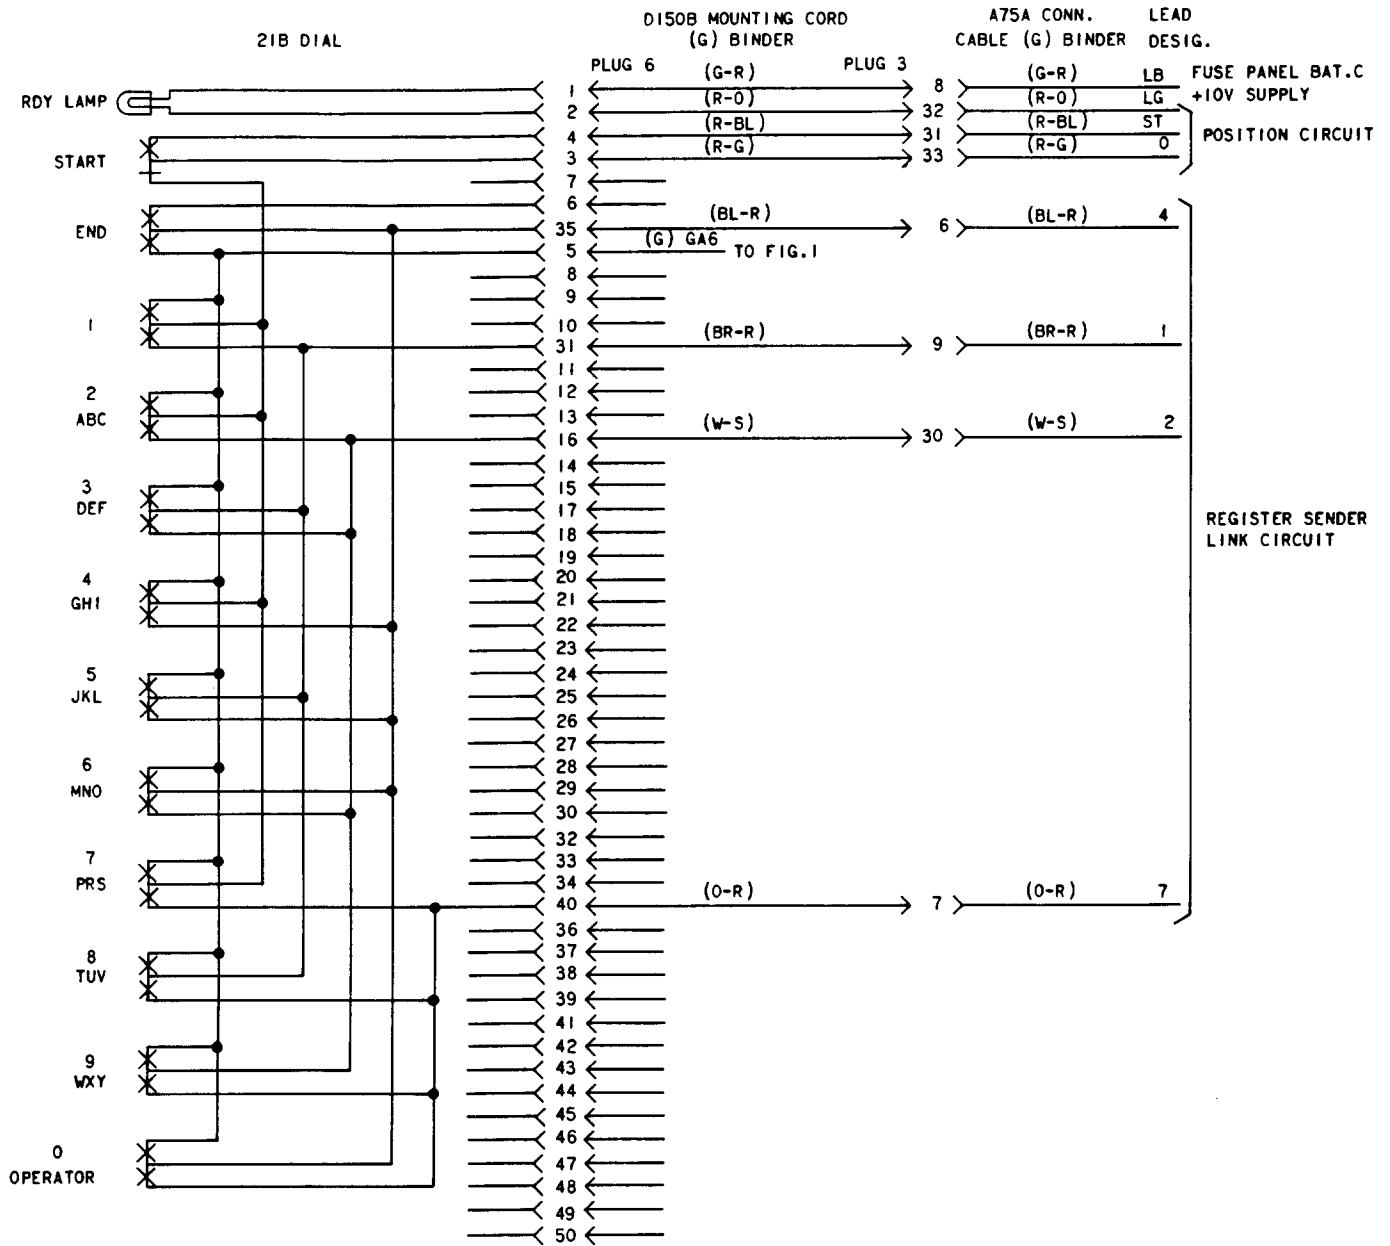 D150B MOUNTING CORD
(G) BINDER
A75A CONN.
CABLE (G) BINDER
LEAD
DESIG.
21B DIAL
PLUG 6
PLUG 3
RDY LAMP
1 (G-R) 8 (G-R) LB FUSE PANEL BAT.C
+10V SUPPLY
2 (R-O) 32 (R-O) LG
START
4 (R-BL) 31 (R-BL) ST POSITION CIRCUIT
3 (R-G) 33 (R-G) 0
7
6
END
35 (BL-R) 6 (BL-R) 4
5 (G) GA6 TO FIG.1
8
9
1
10
31 (BR-R) 9 (BR-R) 1
11
2
ABC
12
13
16 (W-S) 30 (W-S) 2
14
3
DEF
15
17
18
REGISTER SENDER
LINK CIRCUIT
19
4
GHI
20
21
22
23
5
JKL
24
25
26
27
6
MNO
28
29
30
32
7
PRS
33
34
40 (O-R) 7 (O-R) 7
36
8
TUV
37
38
39
41
9
WXY
42
43
44
45
0
OPERATOR
46
47
48
49
50